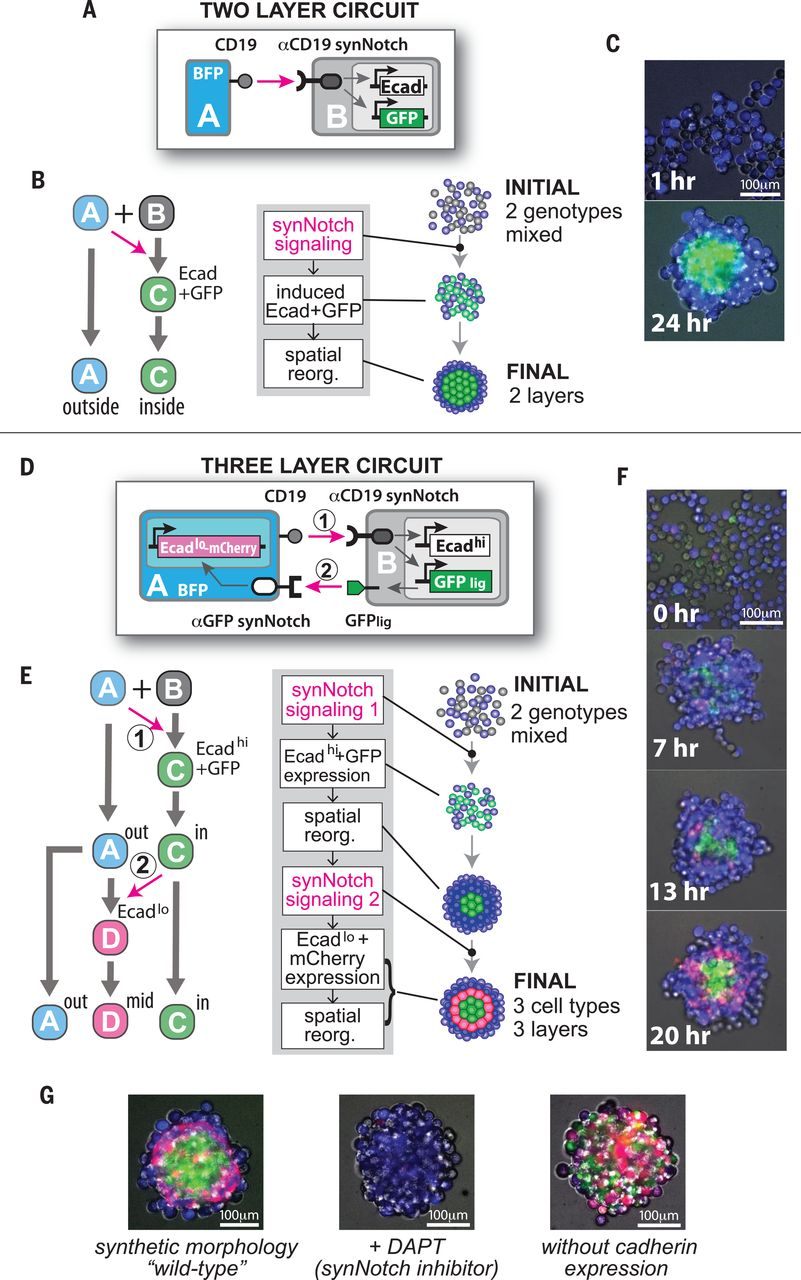 A
TWO LAYER CIRCUIT
CD19
αCD19 synNotch
BFP
A
B
Ecad
GFP
B
A + B
C
Ecad
+GFP
A
C
outside
inside
synNotch
signaling
induced
Ecad+GFP
spatial
reorg.
INITIAL
2 genotypes
mixed
FINAL
2 layers
C
1 hr
100μm
24 hr
D
THREE LAYER CIRCUIT
CD19
αCD19 synNotch
1
Ecadlo-mCherry
B
Ecadhi
2
GFP lig
A BFP
αGFP synNotch
GFPlig
E
A + B
1
C
Ecadhi
+GFP
A out
C in
2
Ecadlo
D
A out
D mid
C in
synNotch
signaling 1
Ecadhi+GFP
expression
spatial
reorg.
synNotch
signaling 2
Ecadlo +
mCherry
expression
spatial
reorg.
INITIAL
2 genotypes
mixed
FINAL
3 cell types
3 layers
F
0 hr
100μm
7 hr
13 hr
20 hr
G
100μm
synthetic morphology
“wild-type”
100μm
+ DAPT
(synNotch inhibitor)
100μm
without cadherin
expression